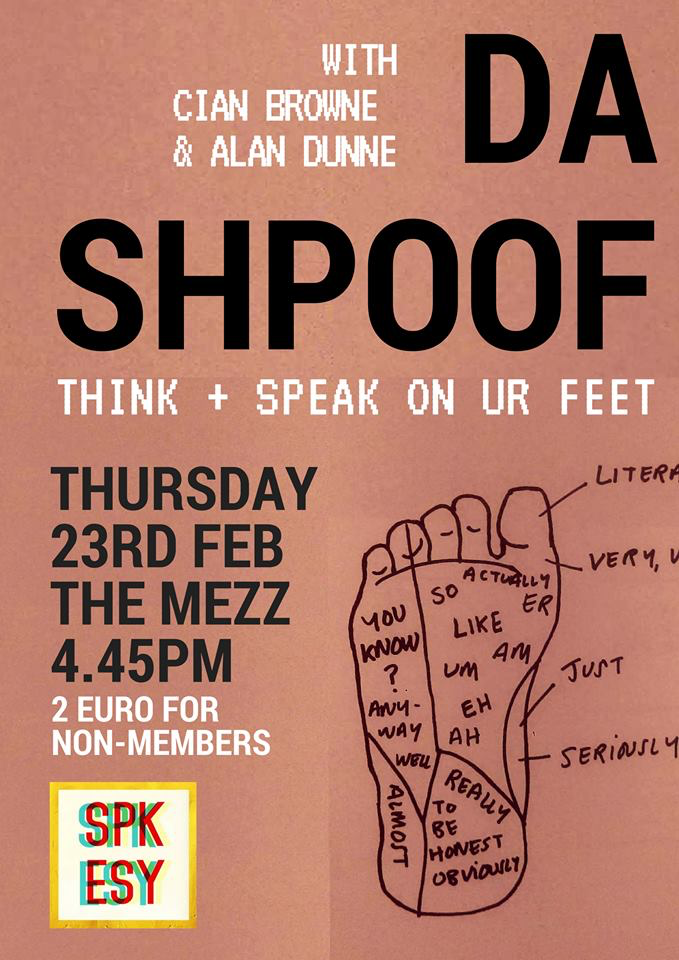 WITH
CIAN BROWNE
& ALAN DUNNE
DA
SHPOOF
THINK + SPEAK ON UR FEET
THURSDAY
23RD FEB
THE MEZZ
4.45PM
2 EURO FOR
NON-MEMBERS
SPK
ESY
LITERA
VERY, V
JUST
SERIOUSLY
YOU
KNOW
?
ANY-
WAY
WELL
SO
ACTUALLY
ER
LIKE
AM
UM
EH
AH
ALMOST
REALLY
TO
BE
HONEST
OBVIOUSLY